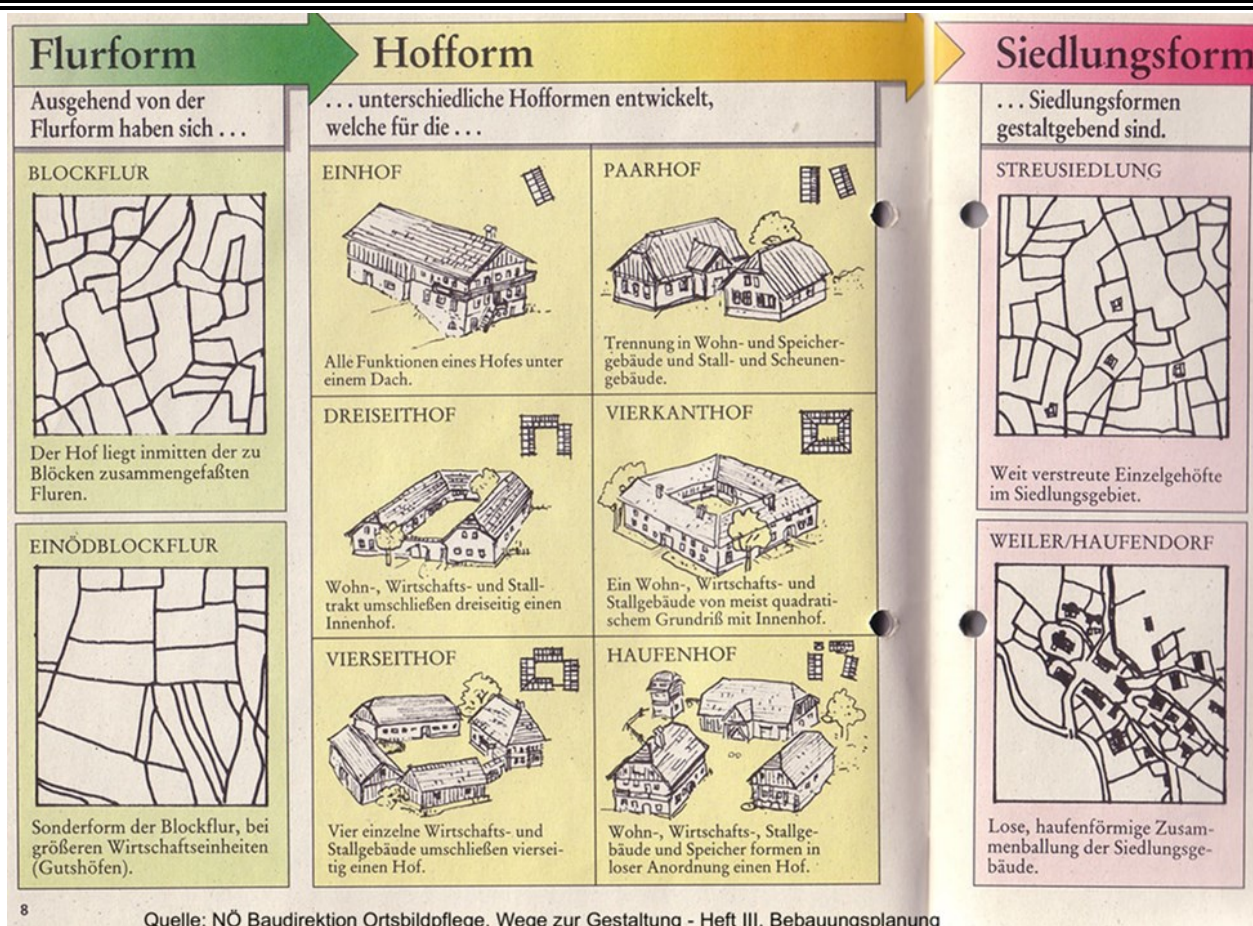 Flurform
Ausgehend von der
Flurform haben sich . . .
BLOCKFLUR
Der Hof liegt inmitten der zu
Blöcken zusammengefaßten
Fluren.
EINÖDBLOCKFLUR
Sonderform der Blockflur, bei
größeren Wirtschaftseinheiten
(Gutshöfen).
Hofform
. . . unterschiedliche Hofformen entwickelt,
welche für die . . .
EINHOF
Alle Funktionen eines Hofes unter
einem Dach.
PAARHOF
Trennung in Wohn- und Speicher-
gebäude und Stall- und Scheunen-
gebäude.
DREISEITHOF
Wohn-, Wirtschafts- und Stall-
trakt umschließen dreiseitig einen
Innenhof.
VIERKANTHOF
Ein Wohn-, Wirtschafts- und
Stallgebäude von meist quadrati-
schem Grundriß mit Innenhof.
VIERSEITHOF
Vier einzelne Wirtschafts- und
Stallgebäude umschließen viersei-
tig einen Hof.
HAUFENHOF
Wohn-, Wirtschafts-, Stallge-
bäude und Speicher formen in
loser Anordnung einen Hof.
Siedlungsform
. . . Siedlungsformen
gestaltgebend sind.
STREUSIEDLUNG
Weit verstreute Einzelgehöfte
im Siedlungsgebiet.
WEILER/HAUFENDORF
Lose, haufenförmige Zusam-
menballung der Siedlungsge-
bäude.
8
Quelle: NÖ Baudirektion Ortsbildpflege, Wege zur Gestaltung - Heft III, Bebauungsplanung